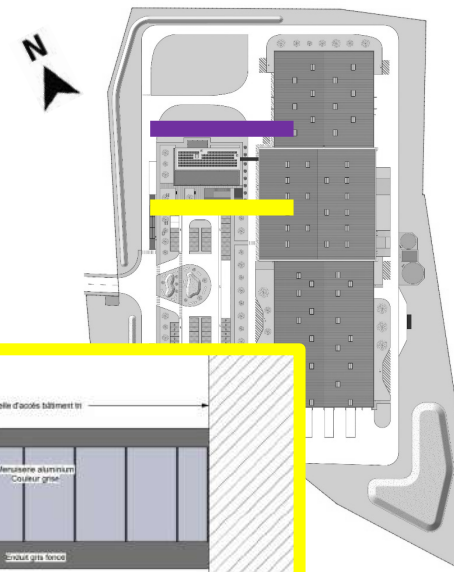 N
elle d'accès bâtiment tri
Menuiserie aluminium
Couleur grise
Enduit gris foncé